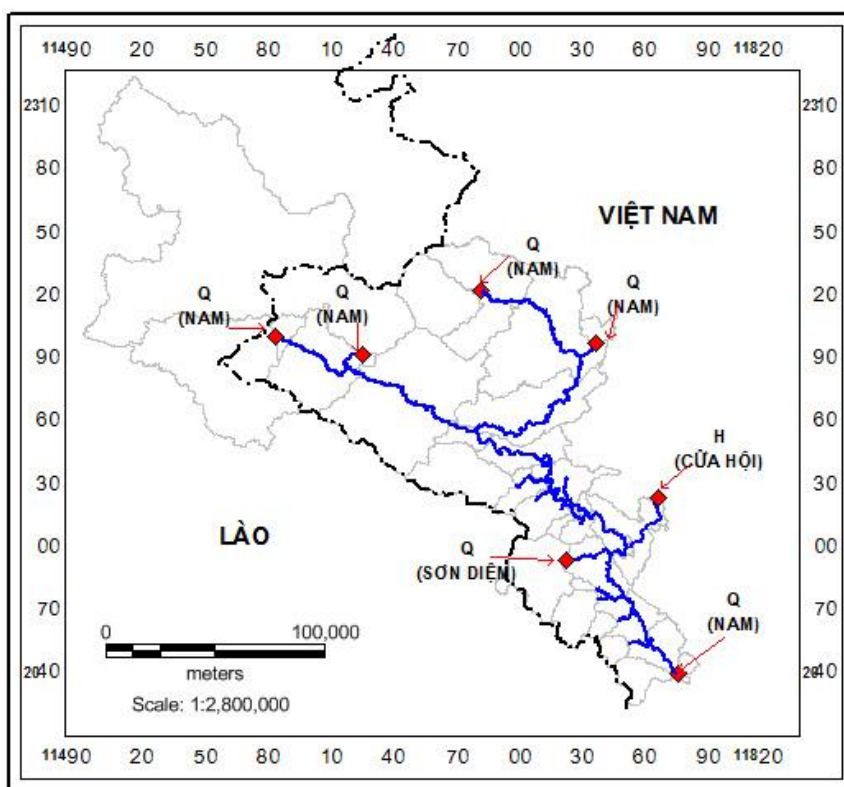 11490 20 50 80 10 40 70 00 30 60 90 11820
2310 2310
80 80
VIỆT NAM
50 50
Q
(NAM)
20 20
Q
(NAM)
Q
(NAM)
Q
(NAM)
90 90
60 60
H
(CỬA HỘI)
30 30
LÀO
00 00
Q
(SƠN DIỆM)
70 70
Q
(NAM)
0 100,000
meters
2040 2040
Scale: 1:2,800,000
11490 20 50 80 10 40 70 00 30 60 90 11820